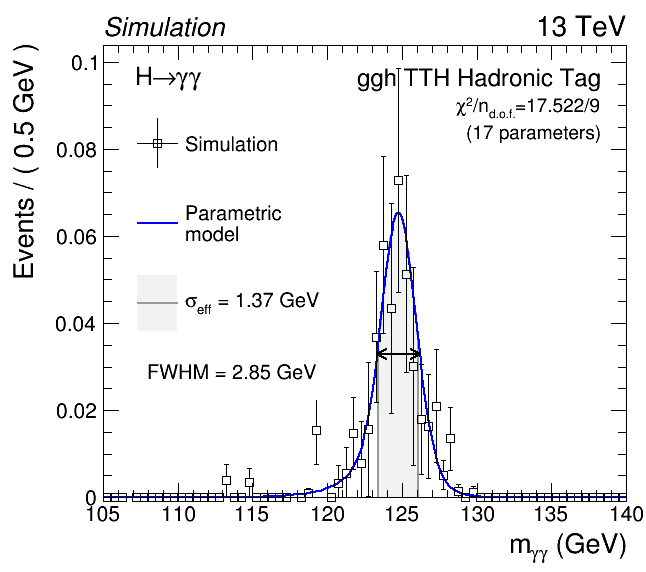 Simulation 13 TeV
H→γγ
ggh TTH Hadronic Tag
χ²/n_d.o.f.=17.522/9
(17 parameters)
Simulation
Parametric
model
σ_eff = 1.37 GeV
FWHM = 2.85 GeV
Events / ( 0.5 GeV )
0.1
0.08
0.06
0.04
0.02
0
105 110 115 120 125 130 135 140
m_γγ (GeV)